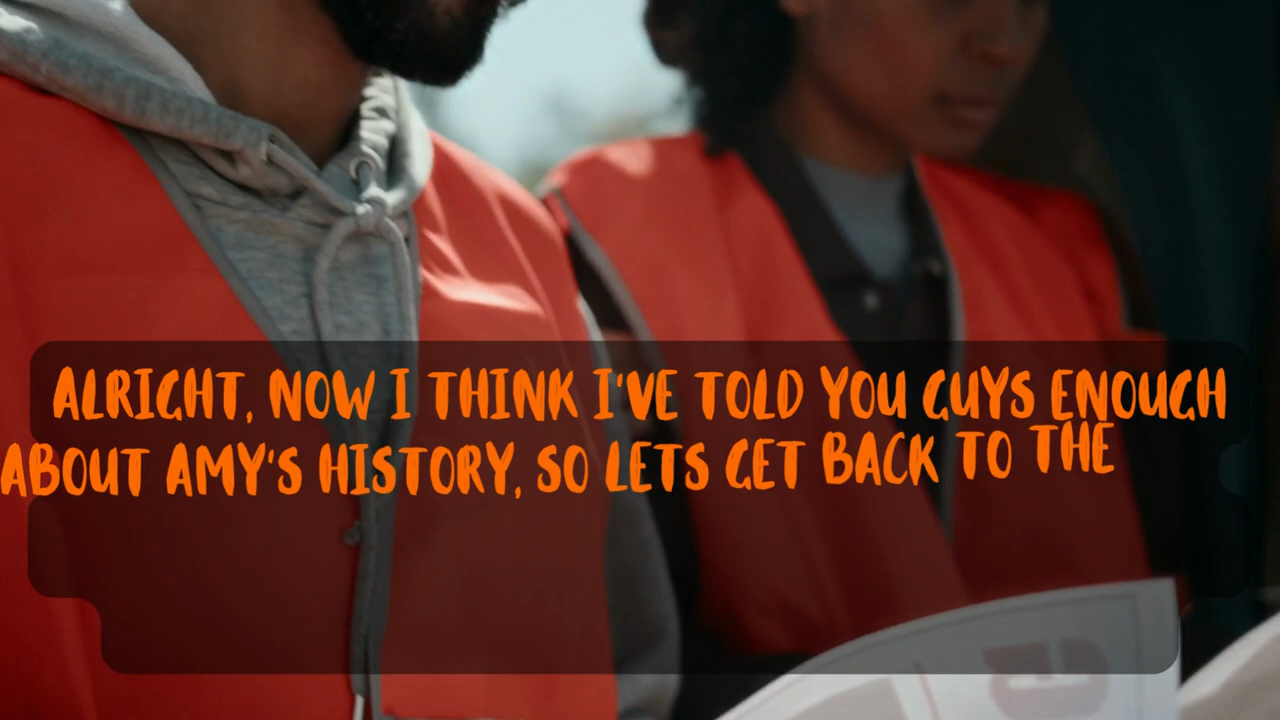 ALRIGHT, NOW I THINK I'VE TOLD YOU GUYS ENOUGH
ABOUT AMY'S HISTORY, SO LETS GET BACK TO THE